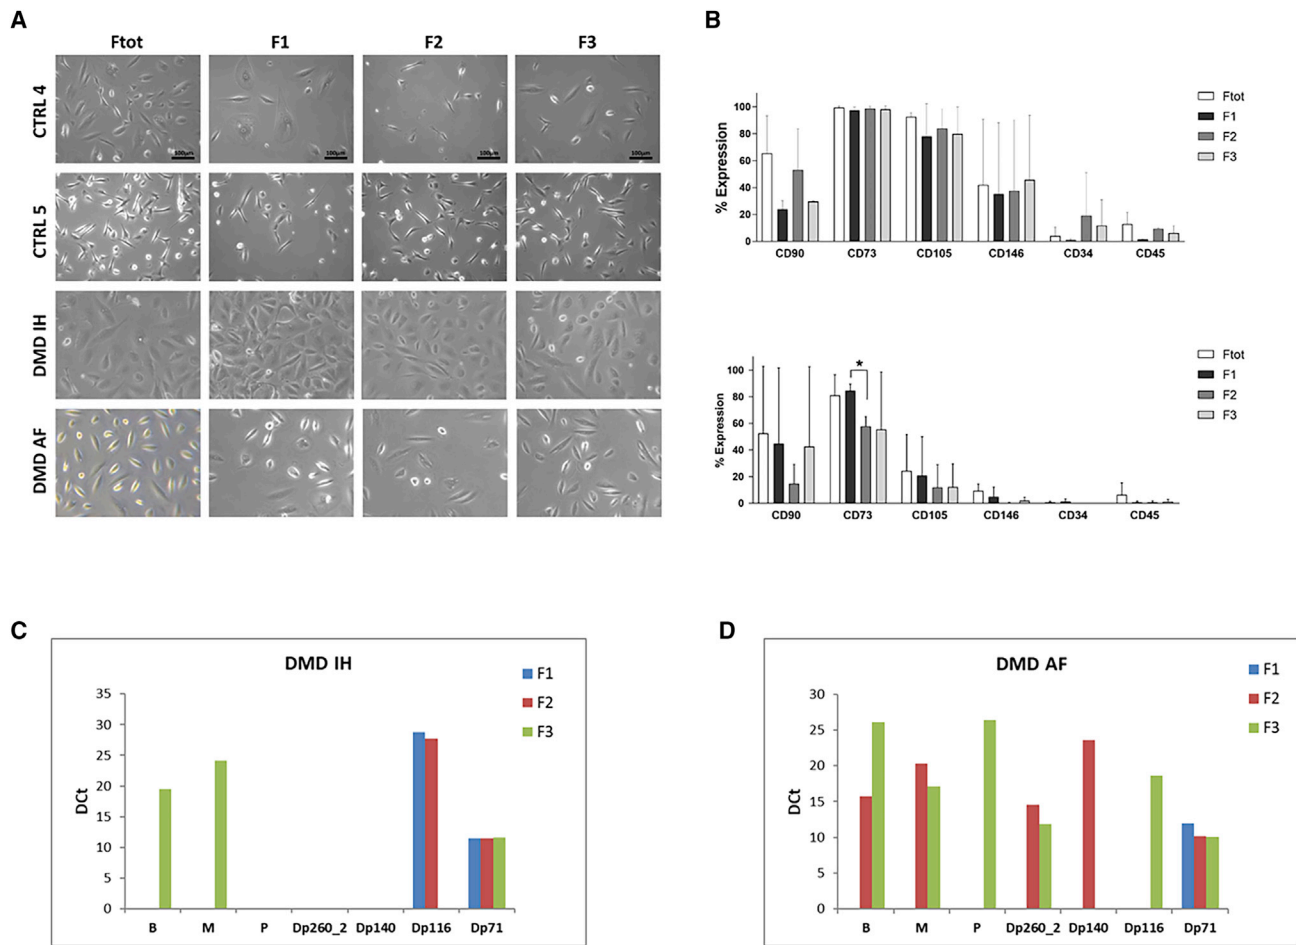 A
Ftot F1 F2 F3
CTRL 4
100µm 100µm 100µm 100µm
CTRL 5
DMD IH
DMD AF
B
% Expression
100
80
60
40
20
0
CD90 CD73 CD105 CD146 CD34 CD45
Ftot
F1
F2
F3
% Expression
100
80
60
40
20
0
*
CD90 CD73 CD105 CD146 CD34 CD45
Ftot
F1
F2
F3
C
DMD IH
F1
F2
F3
DCt
35
30
25
20
15
10
5
0
B M P Dp260_2 Dp140 Dp116 Dp71
D
DMD AF
F1
F2
F3
DCt
30
25
20
15
10
5
0
B M P Dp260_2 Dp140 Dp116 Dp71